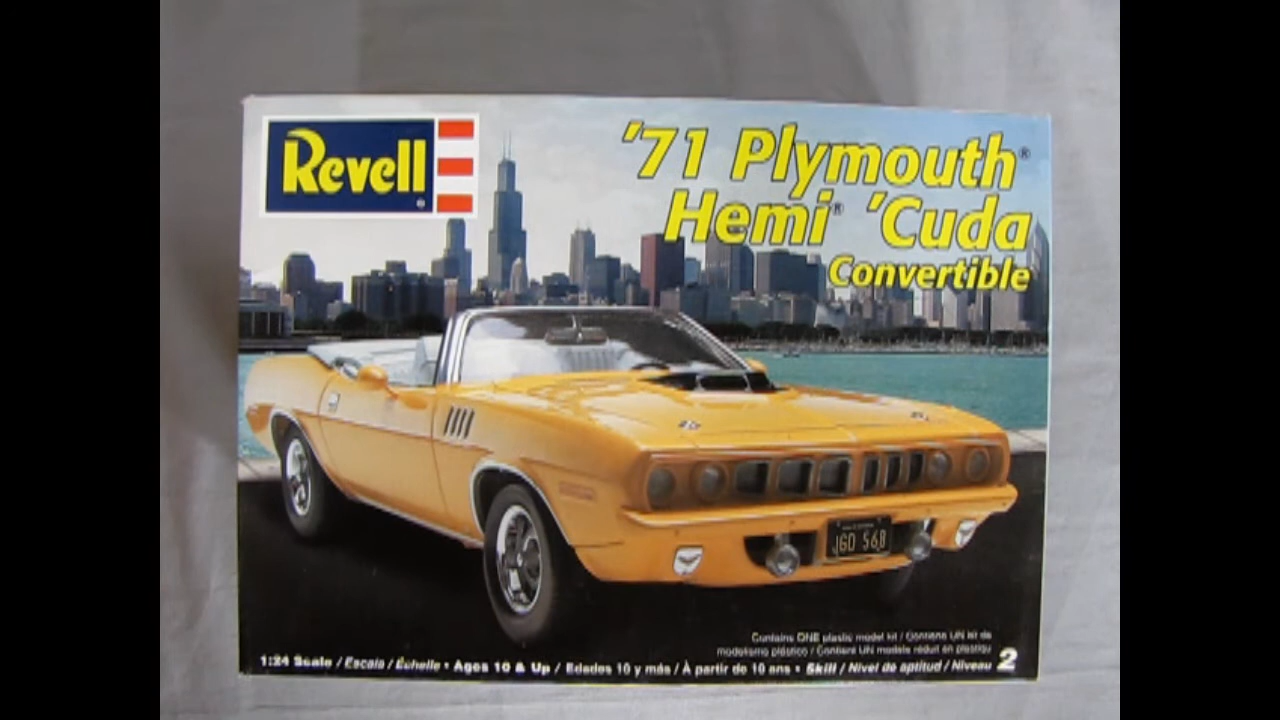 Revell®
'71 Plymouth®
Hemi® 'Cuda
Convertible
Contains ONE plastic model kit / Contiene UN kit de
modelismo plástico / Contient UN modèle réduit en plastique
1:24 Scale / Escala / Échelle • Ages 10 & Up / Edades 10 y más / À partir de 10 ans • Skill / Nivel de aptitud / Niveau 2